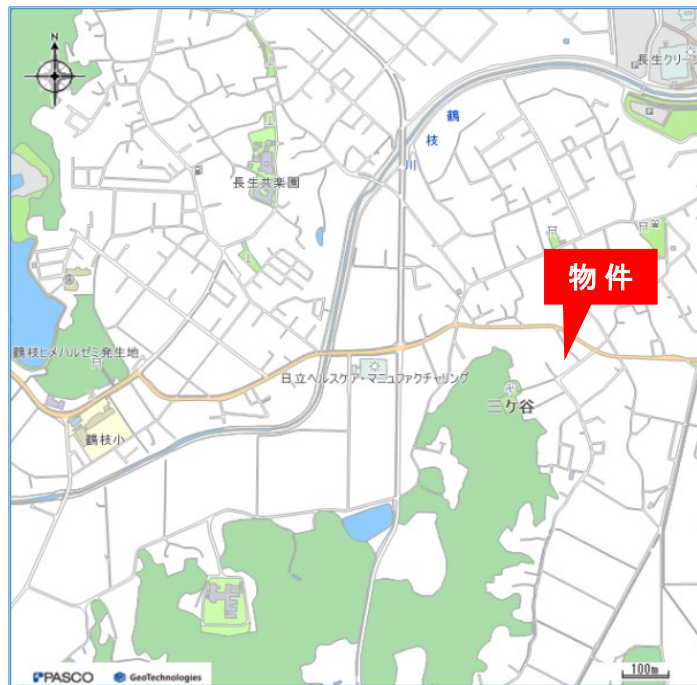 N
長生クリーン
鶴
枝
川
長生共楽園
物件
鶴枝ヒメハルゼミ発生地
日立ヘルスケア・マニュファクチャリング
三ケ谷
鶴枝小
PASCO
GeoTechnologies
100m